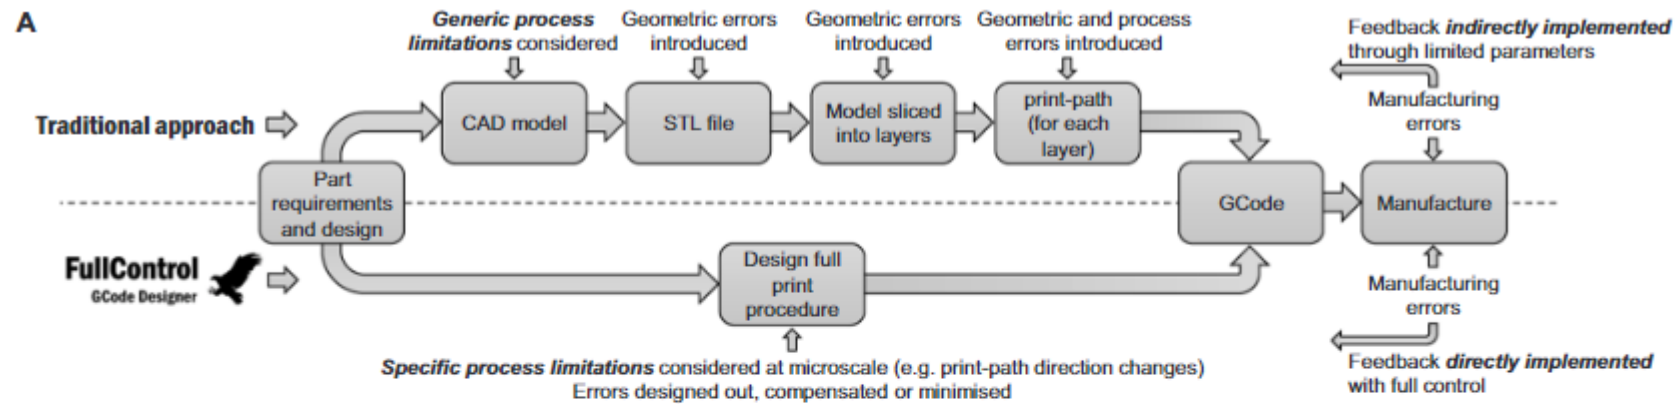 A
Generic process
limitations considered
Geometric errors
introduced
Geometric errors
introduced
Geometric and process
errors introduced
Feedback indirectly implemented
through limited parameters
Traditional approach
CAD model
STL file
Model sliced
into layers
print-path
(for each
layer)
Manufacturing
errors
Part
requirements
and design
GCode
Manufacture
FullControl
GCode Designer
Design full
print
procedure
Manufacturing
errors
Specific process limitations considered at microscale (e.g. print-path direction changes)
Errors designed out, compensated or minimised
Feedback directly implemented
with full control